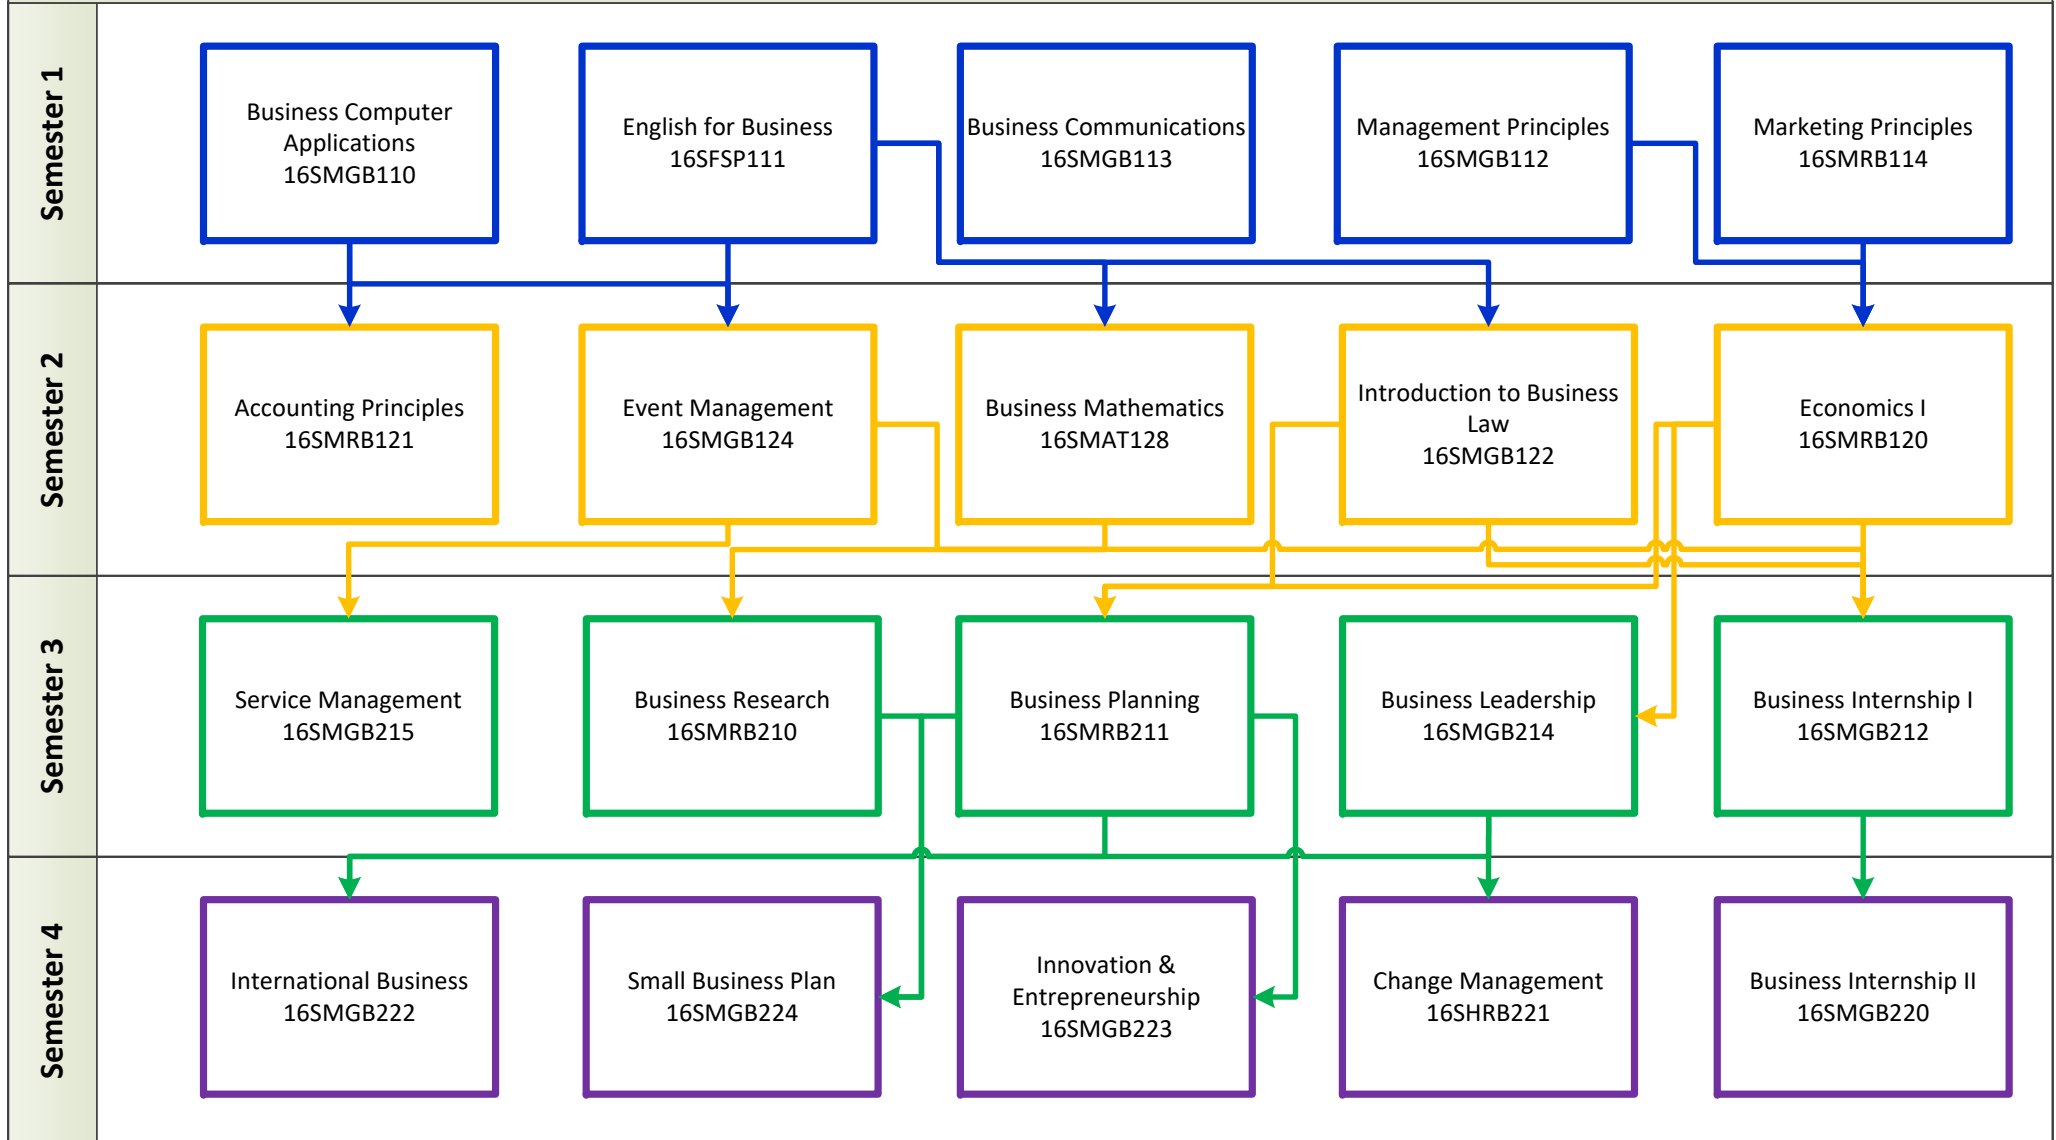 Semester 1
Business Computer
Applications
16SMGB110
English for Business
16SFSP111
Business Communications
16SMGB113
Management Principles
16SMGB112
Marketing Principles
16SMRB114
Semester 2
Accounting Principles
16SMRB121
Event Management
16SMGB124
Business Mathematics
16SMAT128
Introduction to Business
Law
16SMGB122
Economics I
16SMRB120
Semester 3
Service Management
16SMGB215
Business Research
16SMRB210
Business Planning
16SMRB211
Business Leadership
16SMGB214
Business Internship I
16SMGB212
Semester 4
International Business
16SMGB222
Small Business Plan
16SMGB224
Innovation &
Entrepreneurship
16SMGB223
Change Management
16SHRB221
Business Internship II
16SMGB220